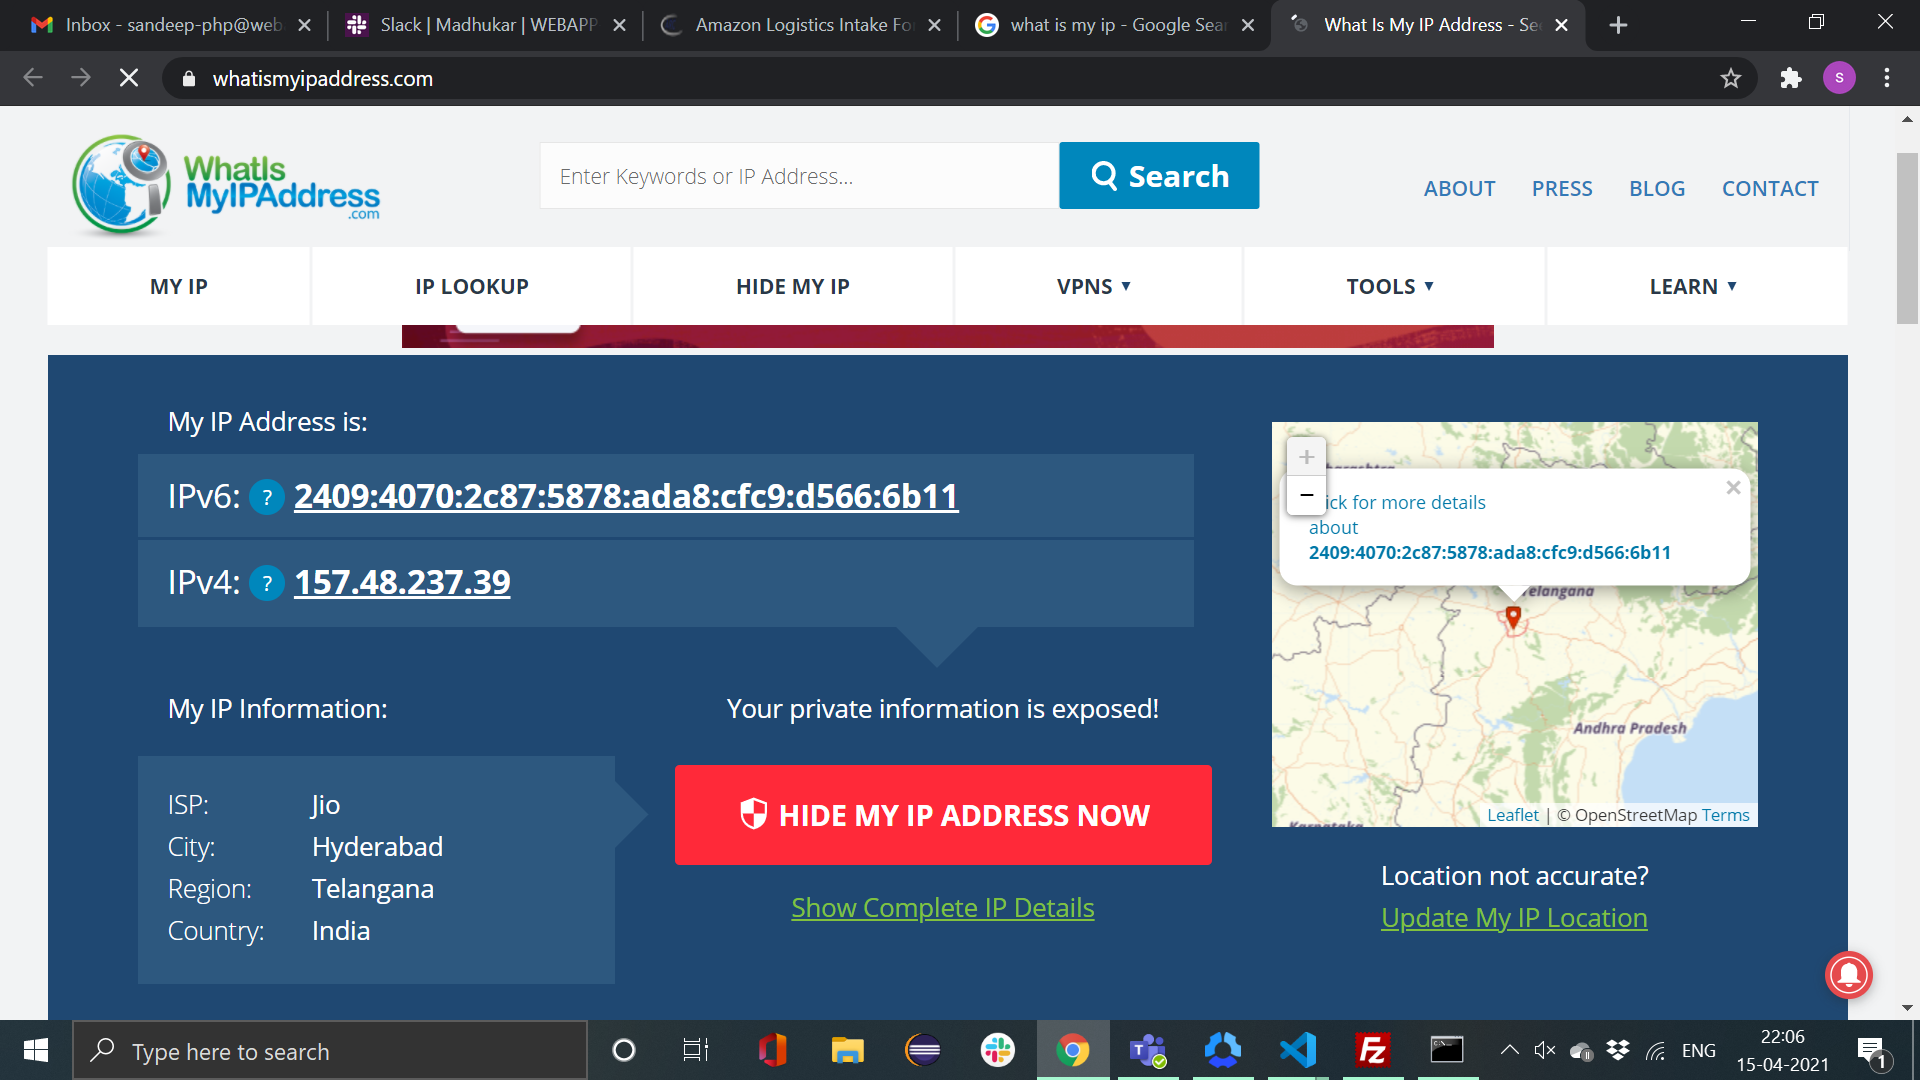 Inbox - sandeep-php@web
Slack | Madhukar | WEBAPP
Amazon Logistics Intake Fo
what is my ip - Google Sear
What Is My IP Address - Se
whatismyipaddress.com
S
WhatIs
MyIPAddress
.com
Enter Keywords or IP Address...
Search
ABOUT
PRESS
BLOG
CONTACT
MY IP
IP LOOKUP
HIDE MY IP
VPNS
TOOLS
LEARN
My IP Address is:
IPv6: ? 2409:4070:2c87:5878:ada8:cfc9:d566:6b11
IPv4: ? 157.48.237.39
My IP Information:
ISP: Jio
City: Hyderabad
Region: Telangana
Country: India
Your private information is exposed!
HIDE MY IP ADDRESS NOW
Show Complete IP Details
+
−
ick for more details
about
2409:4070:2c87:5878:ada8:cfc9:d566:6b11
×
elangana
Andhra Pradesh
Leaflet | © OpenStreetMap Terms
Location not accurate?
Update My IP Location
Type here to search
ENG
22:06
15-04-2021
1